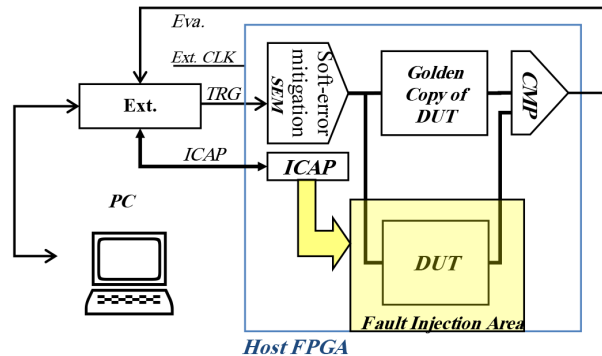 Eva.
Ext. CLK
Soft-error
mitigation
SEM
Golden
Copy of
DUT
CMP
Ext.
TRG
ICAP
ICAP
PC
DUT
Fault Injection Area
Host FPGA